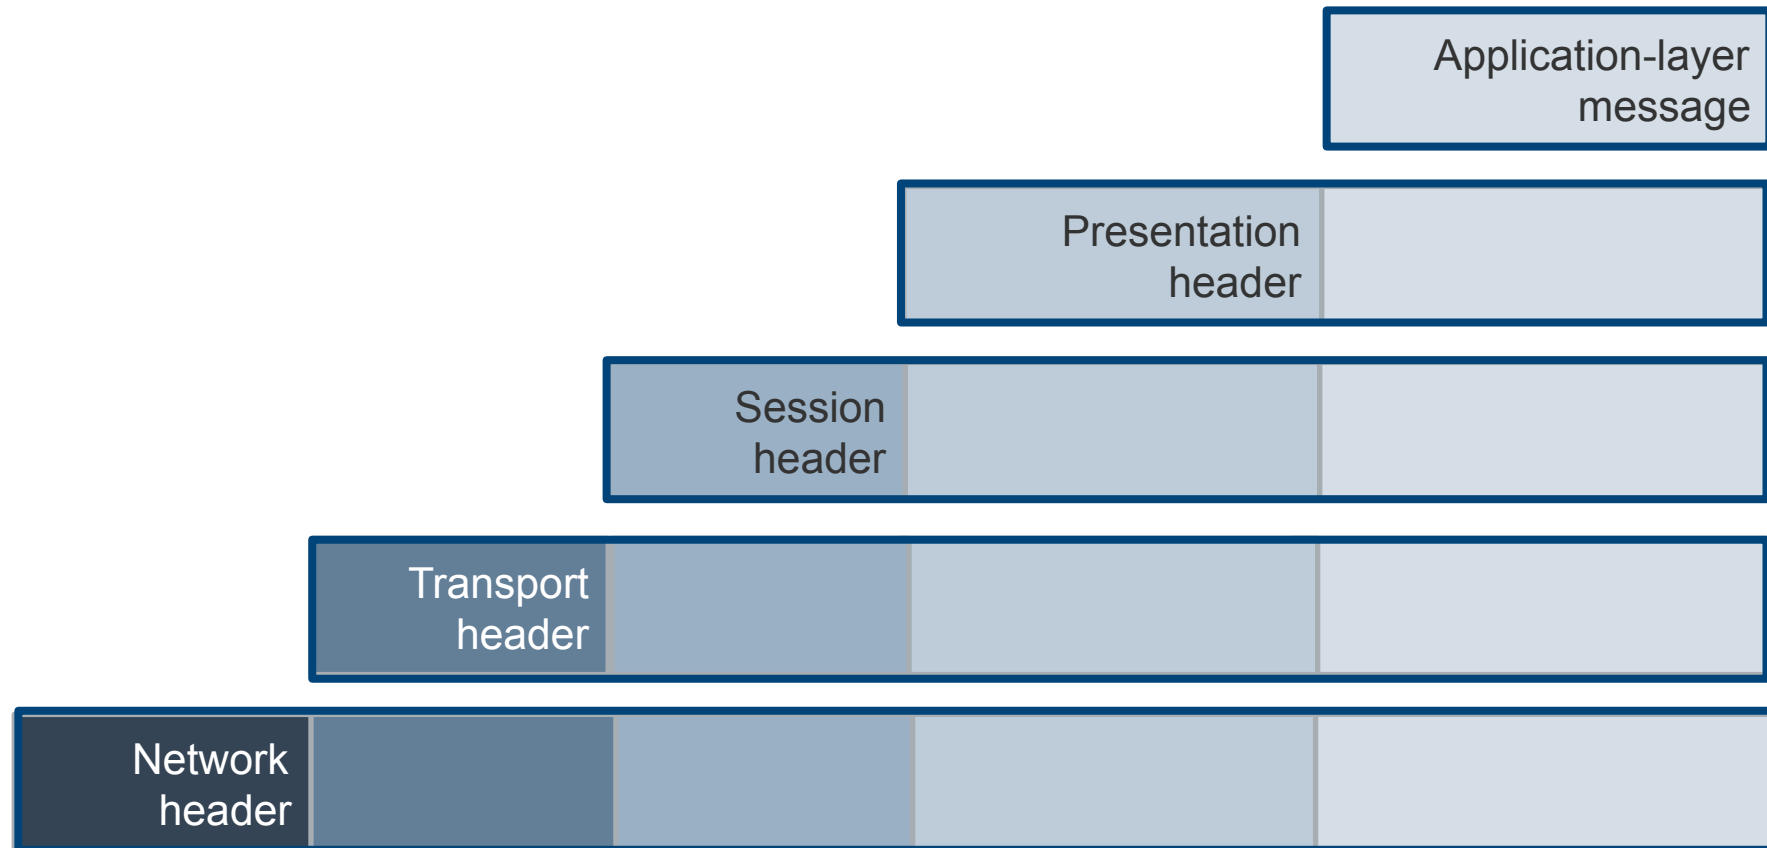 Application-layer
message
Presentation
header
Session
header
Transport
header
Network
header